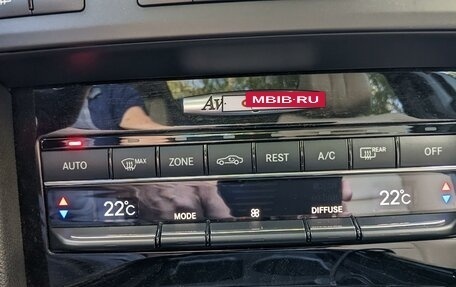 Av MBIB-RU
AUTO MAX ZONE REST A/C REAR OFF
22°C 22°C
MODE DIFFUSE